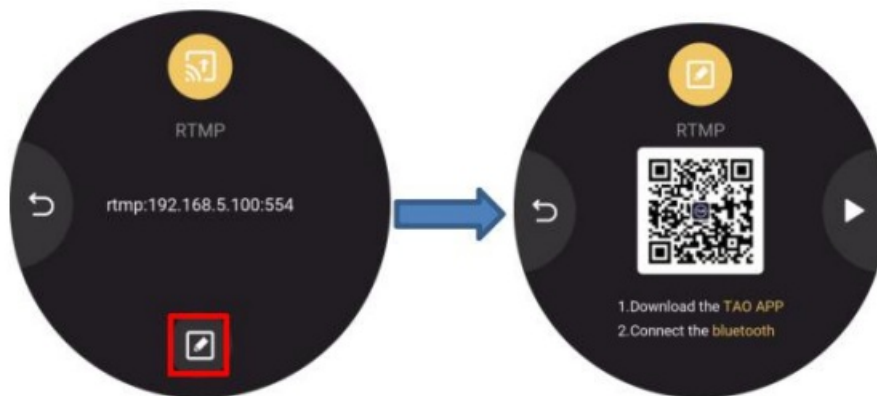 RTMP
rtmp:192.168.5.100:554
RTMP
1.Download the TAO APP
2.Connect the bluetooth